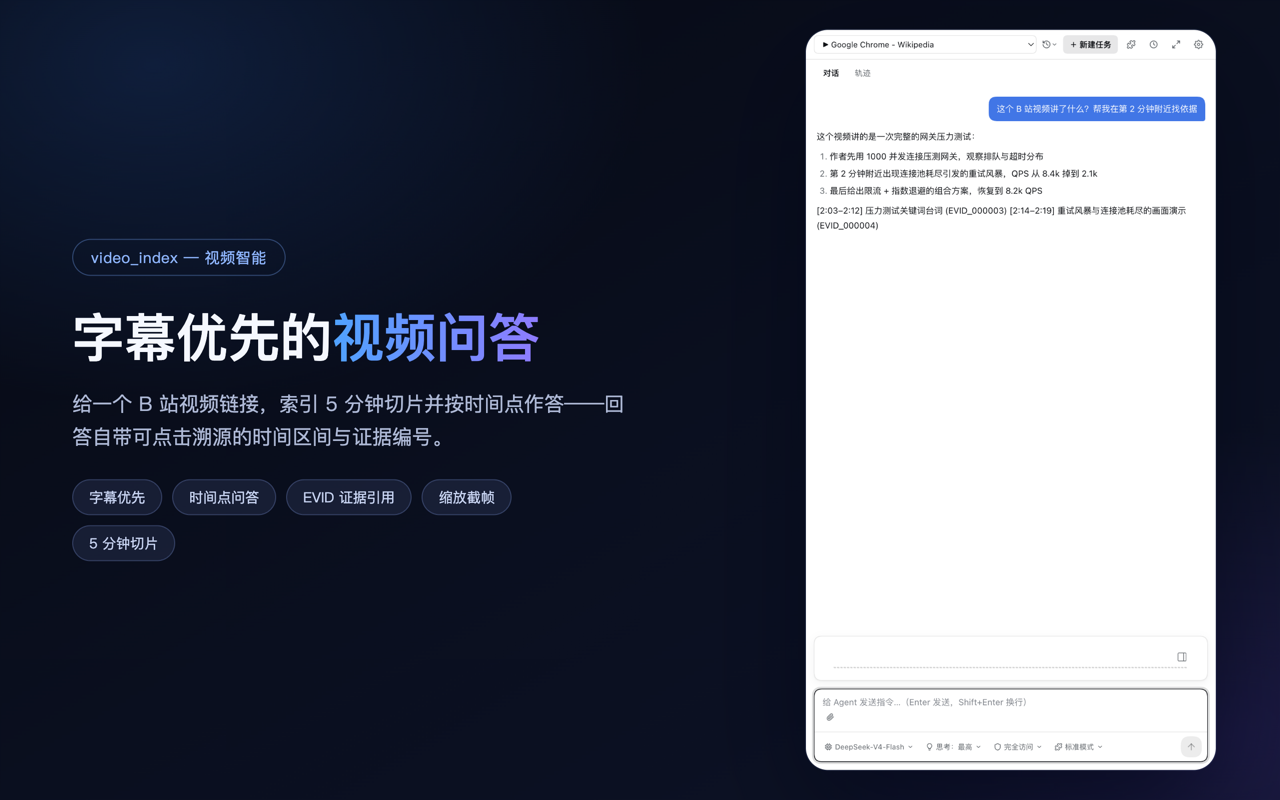 video_index — 视频智能
字幕优先的视频问答
给一个 B 站视频链接，索引 5 分钟切片并按时间点作答——回
答自带可点击溯源的时间区间与证据编号。
字幕优先
时间点问答
EVID 证据引用
缩放截帧
5 分钟切片
Google Chrome - Wikipedia
+ 新建任务
对话
轨迹
这个 B 站视频讲了什么？帮我在第 2 分钟附近找依据
这个视频讲的是一次完整的网关压力测试：
1. 作者先用 1000 并发连接压测网关，观察排队与超时分布
2. 第 2 分钟附近出现连接池耗尽引发的重试风暴，QPS 从 8.4k 掉到 2.1k
3. 最后给出限流 + 指数退避的组合方案，恢复到 8.2k QPS
[2:03–2:12] 压力测试关键词台词 (EVID_000003) [2:14–2:19] 重试风暴与连接池耗尽的画面演示
(EVID_000004)
给 Agent 发送指令...（Enter 发送，Shift+Enter 换行）
DeepSeek-V4-Flash
思考：最高
完全访问
标准模式